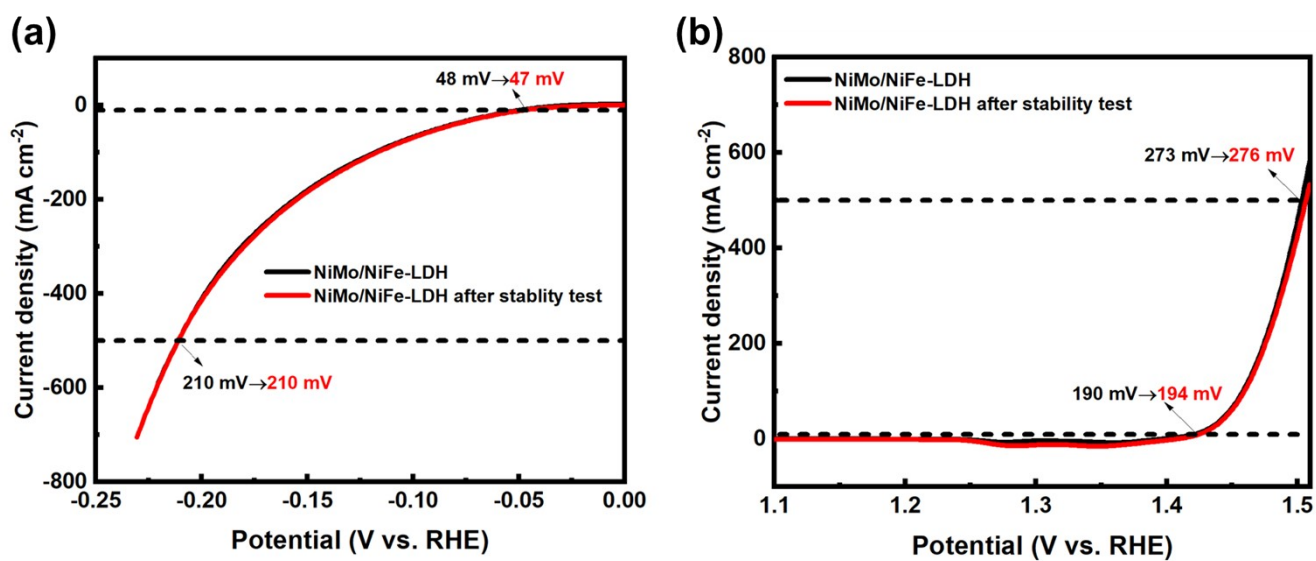 (a)
48 mV→47 mV
0
-200
-400
-600
-800
Current density (mA cm-2)
NiMo/NiFe-LDH
NiMo/NiFe-LDH after stablity test
210 mV→210 mV
-0.25
-0.20
-0.15
-0.10
-0.05
0.00
Potential (V vs. RHE)
(b)
800
600
400
200
0
Current density (mA cm-2)
NiMo/NiFe-LDH
NiMo/NiFe-LDH after stability test
273 mV→276 mV
190 mV→194 mV
1.1
1.2
1.3
1.4
1.5
Potential (V vs. RHE)